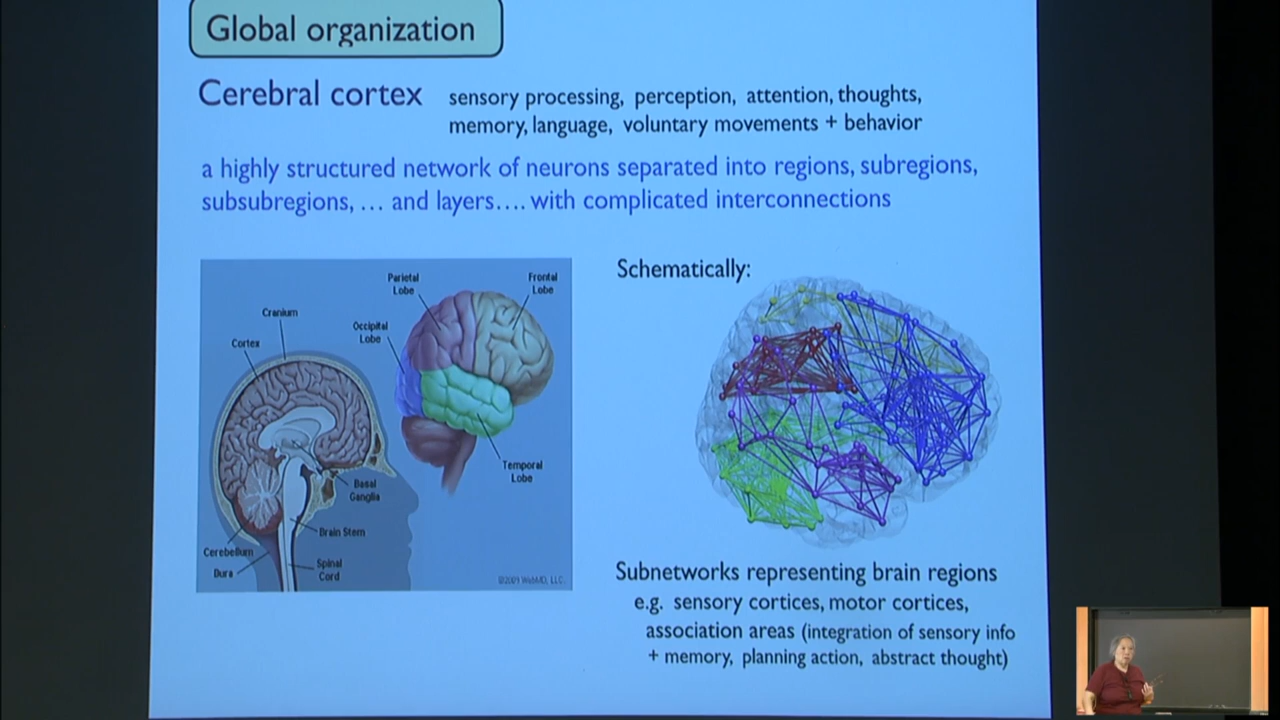 Global organization
Cerebral cortex
sensory processing, perception, attention, thoughts,
memory, language, voluntary movements + behavior
a highly structured network of neurons separated into regions, subregions,
subsubregions, … and layers…. with complicated interconnections
Parietal
Lobe
Frontal
Lobe
Occipital
Lobe
Cranium
Cortex
Temporal
Lobe
Basal
Ganglia
Brain Stem
Cerebellum
Dura
Spinal
Cord
©2009 WebMD, LLC.
Schematically:
Subnetworks representing brain regions
e.g. sensory cortices, motor cortices,
association areas (integration of sensory info
+ memory, planning action, abstract thought)